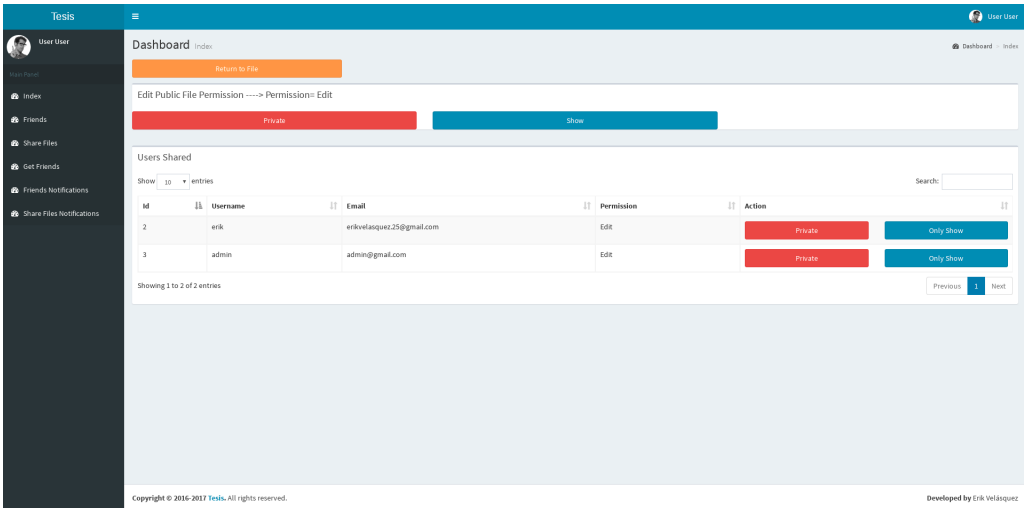 Tesis
User User
User User
Dashboard Index
Dashboard > Index
Main Panel
Return to File
Index
Edit Public File Permission ----> Permission= Edit
Friends
Private Show
Share Files
Users Shared
Get Friends
Show 10 entries Search:
Friends Notifications
Id Username Email Permission Action
Share Files Notifications
2 erik erikvelasquez.25@gmail.com Edit Private Only Show
3 admin admin@gmail.com Edit Private Only Show
Showing 1 to 2 of 2 entries Previous 1 Next
Copyright © 2016-2017 Tesis. All rights reserved. Developed by Erik Velásquez